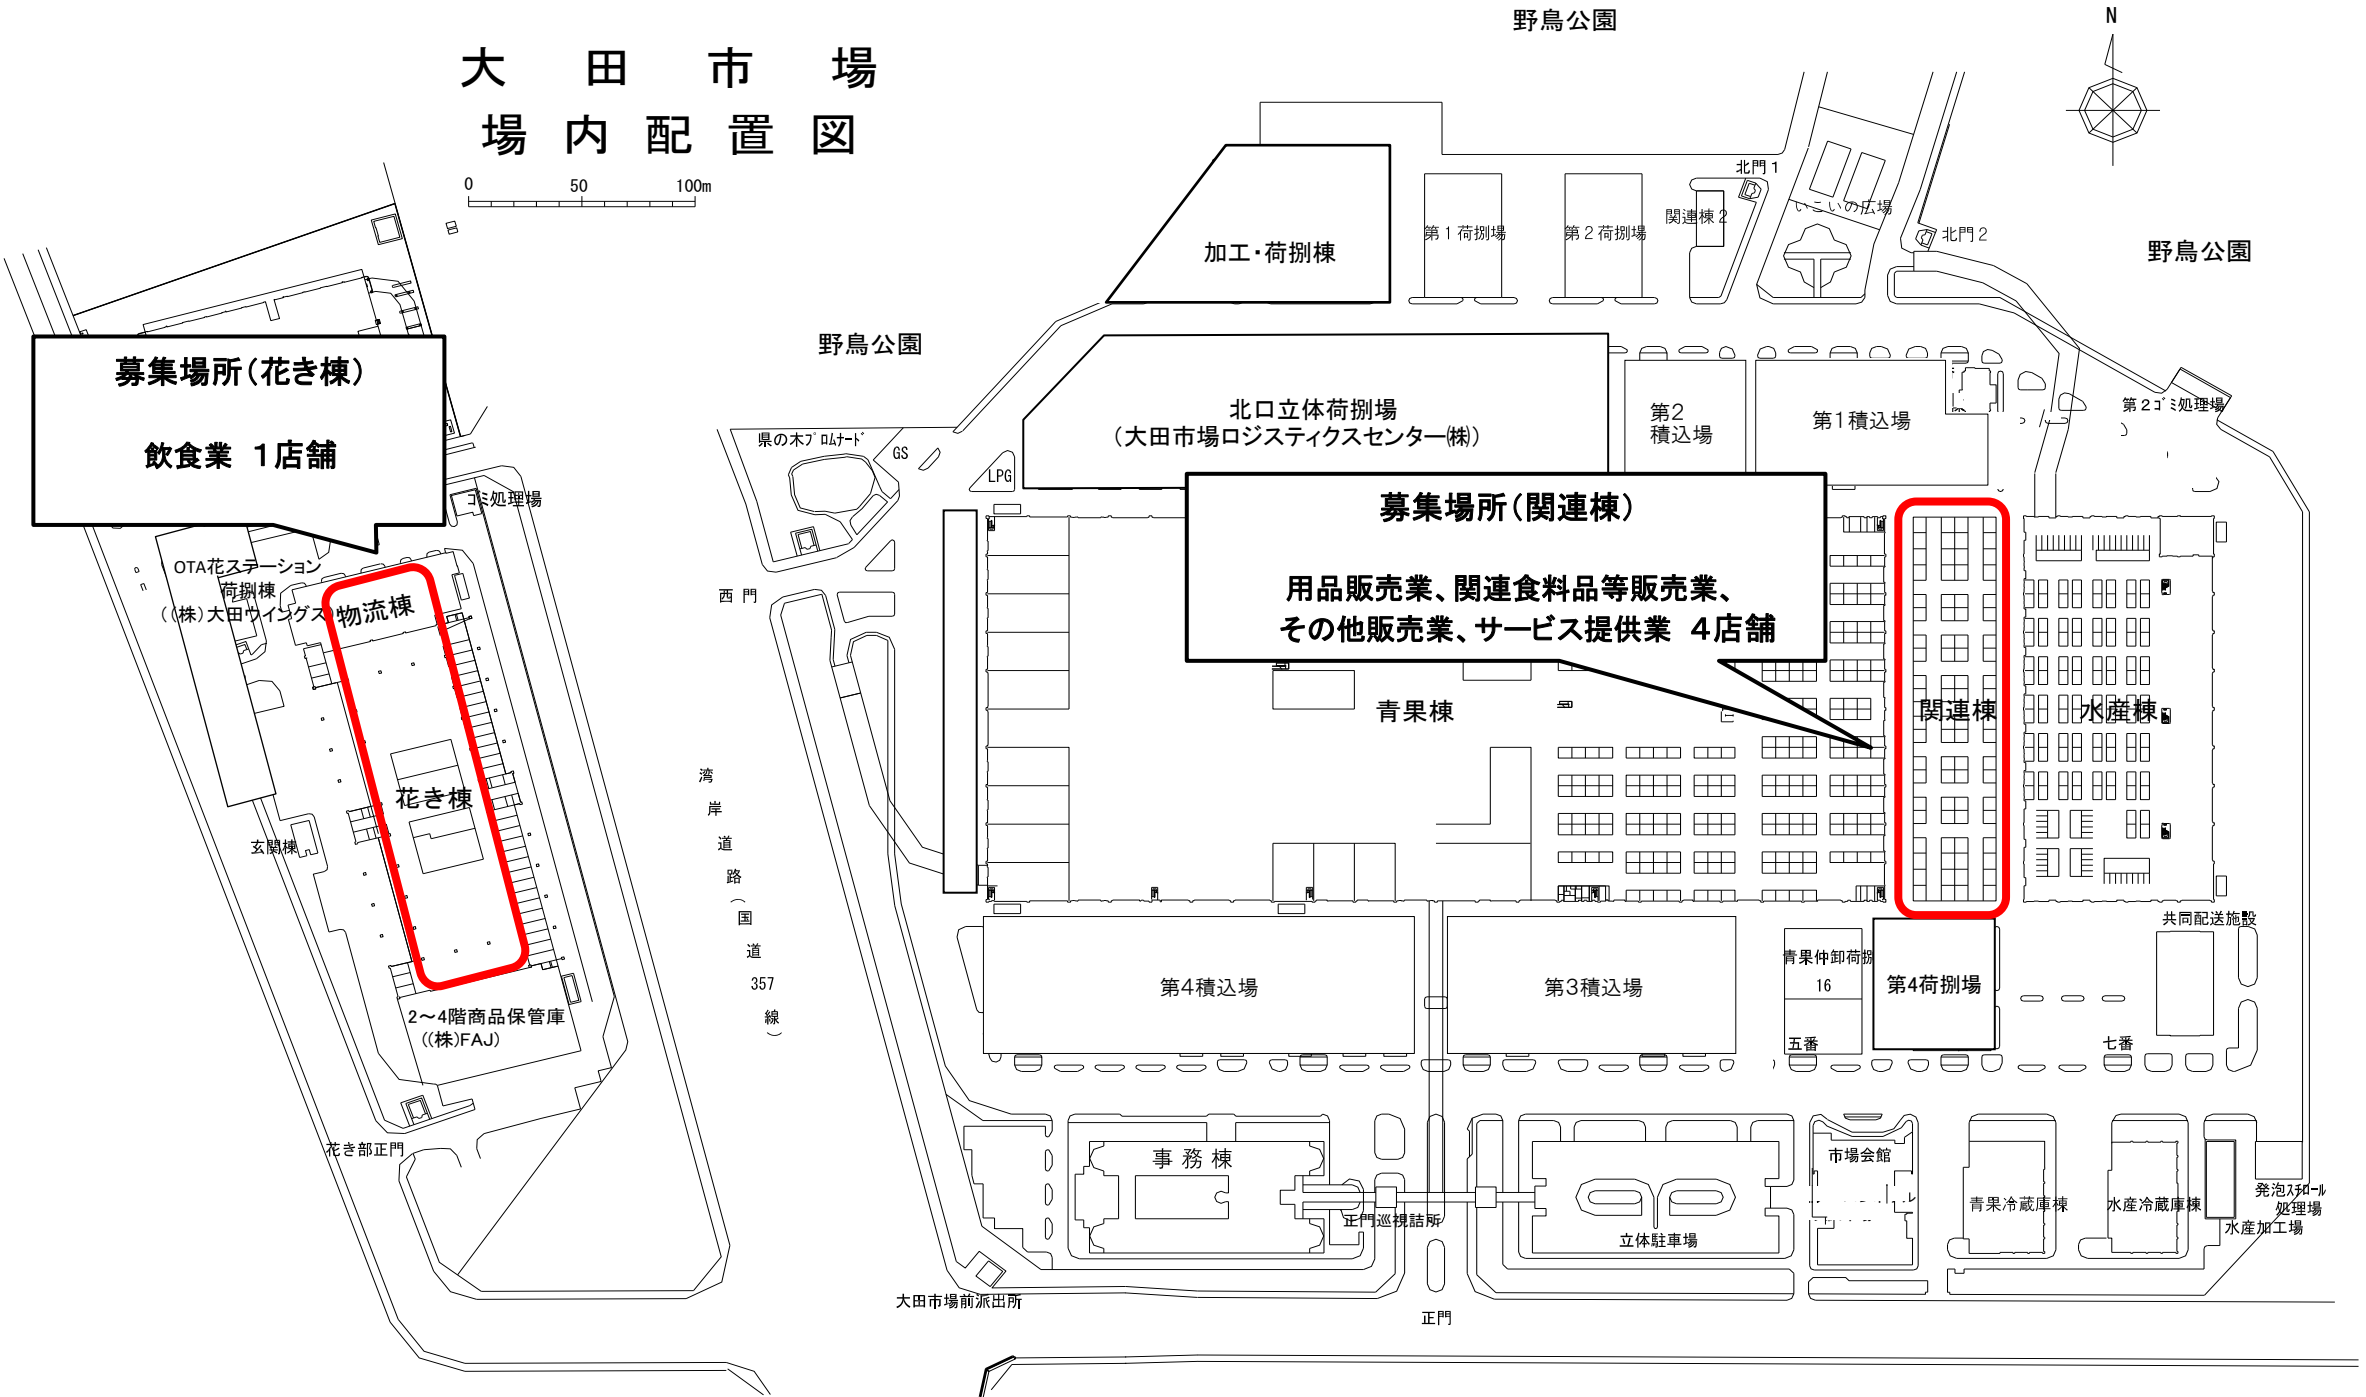 野鳥公園
N
大田市場
場内配置図
0 50 100m
北門1
関連棟2
いこいの広場
第1荷捌場
第2荷捌場
北門2
加工・荷捌棟
野鳥公園
野鳥公園
募集場所(花き棟)
飲食業 1店舗
北口立体荷捌場
(大田市場ロジスティクスセンター㈱)
第2
積込場
第1積込場
第2ゴミ処理場
県の木プロムナード
GS
LPG
ゴミ処理場
募集場所(関連棟)
用品販売業、関連食料品等販売業、
その他販売業、サービス提供業 4店舗
OTA花ステーション
荷捌棟
((株)大田ウイングス)
物流棟
西門
青果棟
関連棟
水産棟
花き棟
玄関棟
湾岸道路(国道357線)
共同配送施設
青果仲卸荷捌
16
第4荷捌場
第4積込場
第3積込場
2~4階商品保管庫
((株)FAJ)
五番
七番
花き部正門
事務棟
市場会館
正門巡視詰所
立体駐車場
青果冷蔵庫棟
水産冷蔵庫棟
発泡スチロール
処理場
水産加工場
大田市場前派出所
正門